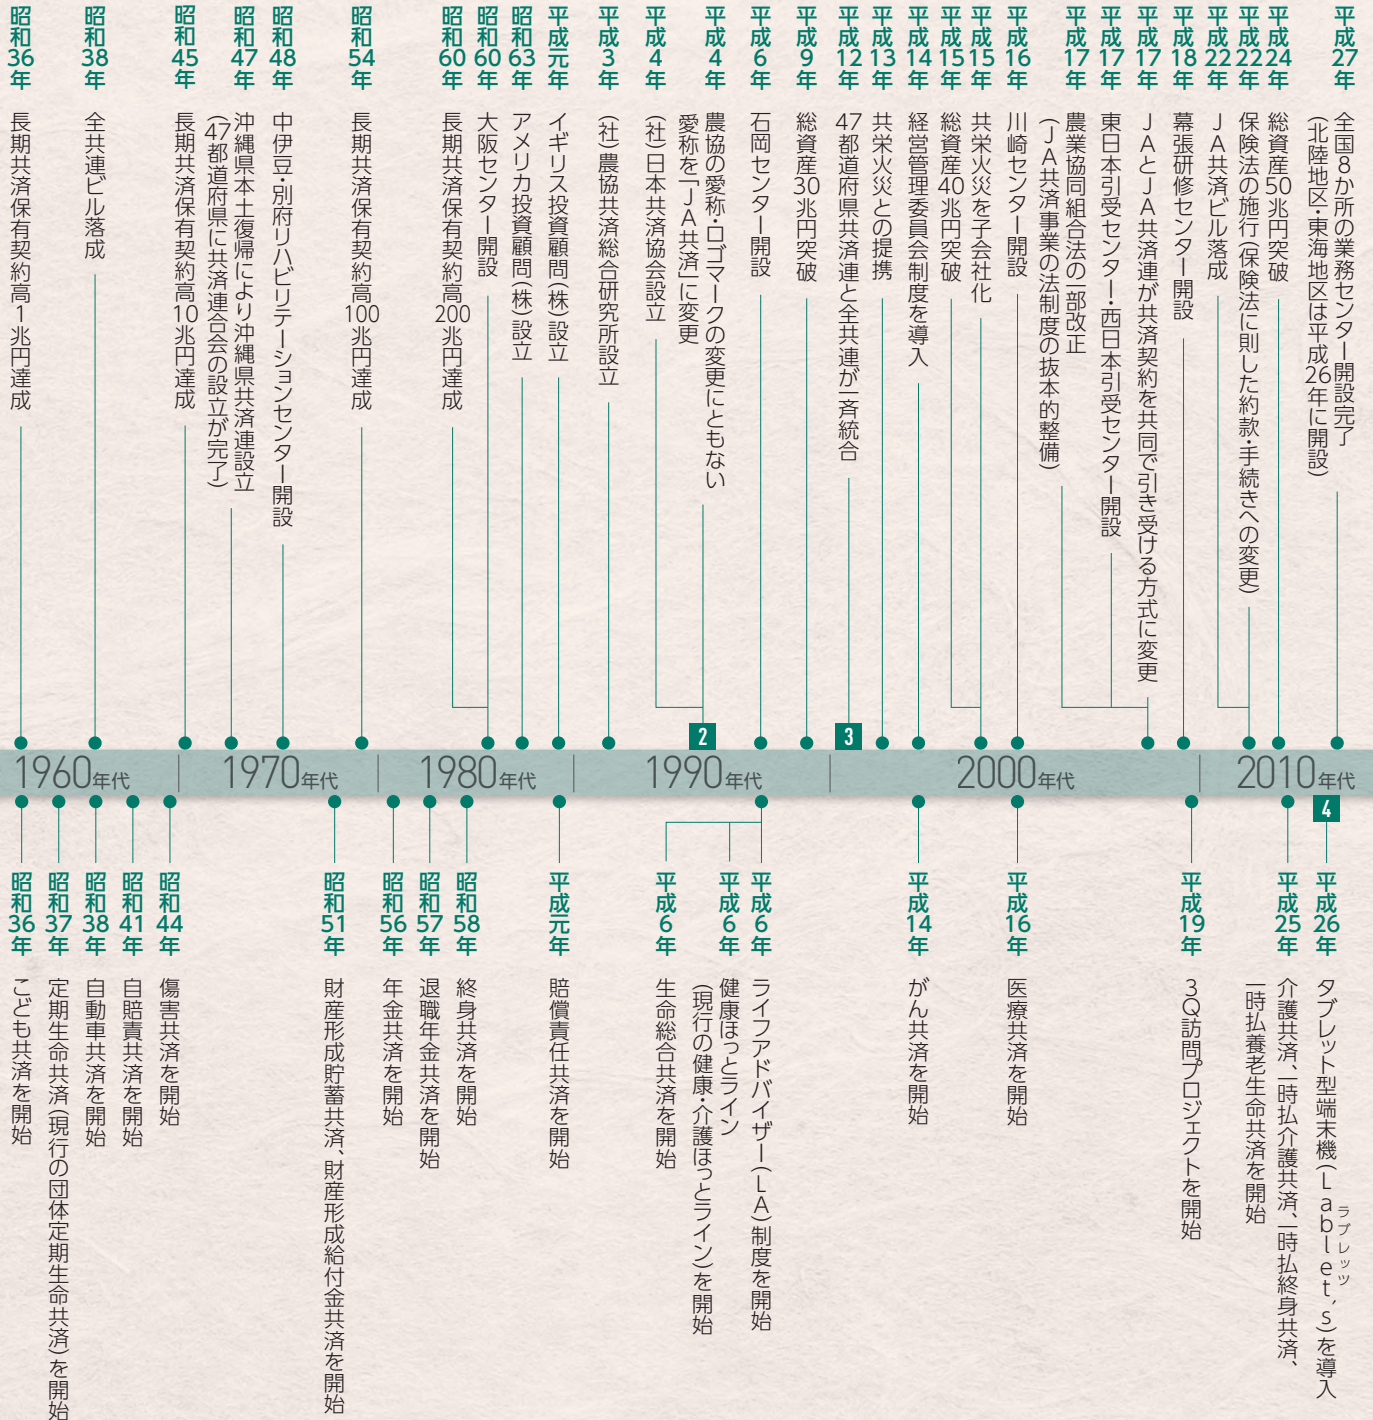 昭和36年
長期共済保有契約高1兆円達成
昭和38年
全共連ビル落成
昭和45年
長期共済保有契約高10兆円達成
昭和47年
沖縄県本土復帰により沖縄県共済連設立
(47都道府県に共済連合会の設立が完了)
昭和48年
中伊豆・別府リハビリテーションセンター開設
昭和54年
長期共済保有契約高100兆円達成
昭和60年
長期共済保有契約高200兆円達成
昭和60年
大阪センター開設
昭和63年
アメリカ投資顧問(株)設立
平成元年
イギリス投資顧問(株)設立
平成3年
(社)農協共済総合研究所設立
平成4年
(社)日本共済協会設立
平成4年
農協の愛称・ロゴマークの変更にともない
愛称を「JA共済」に変更
平成6年
石岡センター開設
平成9年
総資産30兆円突破
平成12年
47都道府県共済連と全共連が一斉統合
平成13年
共栄火災との提携
平成14年
経営管理委員会制度を導入
平成15年
総資産40兆円突破
平成15年
共栄火災を子会社化
平成16年
川崎センター開設
平成17年
農業協同組合法の一部改正
(JA共済事業の法制度の抜本的整備)
平成17年
東日本引受センター・西日本引受センター開設
平成17年
JAとJA共済連が共済契約を共同で引き受ける方式に変更
平成18年
幕張研修センター開設
平成22年
JA共済ビル落成
平成22年
保険法の施行(保険法に則した約款・手続きへの変更)
平成24年
総資産50兆円突破
平成27年
全国8か所の業務センター開設完了
(北陸地区・東海地区は平成26年に開設)
2
3
1960年代
1970年代
1980年代
1990年代
2000年代
2010年代
4
昭和36年
こども共済を開始
昭和37年
定期生命共済(現行の団体定期生命共済)を開始
昭和38年
自動車共済を開始
昭和41年
自賠責共済を開始
昭和44年
傷害共済を開始
昭和51年
財産形成貯蓄共済、財産形成給付金共済を開始
昭和56年
年金共済を開始
昭和57年
退職年金共済を開始
昭和58年
終身共済を開始
平成元年
賠償責任共済を開始
平成6年
生命総合共済を開始
平成6年
健康ほっとライン
(現行の健康・介護ほっとライン)を開始
平成6年
ライフアドバイザー(LA)制度を開始
平成14年
がん共済を開始
平成16年
医療共済を開始
平成19年
3Q訪問プロジェクトを開始
平成25年
介護共済、一時払介護共済、一時払終身共済、
一時払養老生命共済を開始
平成26年
タブレット型端末機(Lablet's)を導入
ラブレッツ